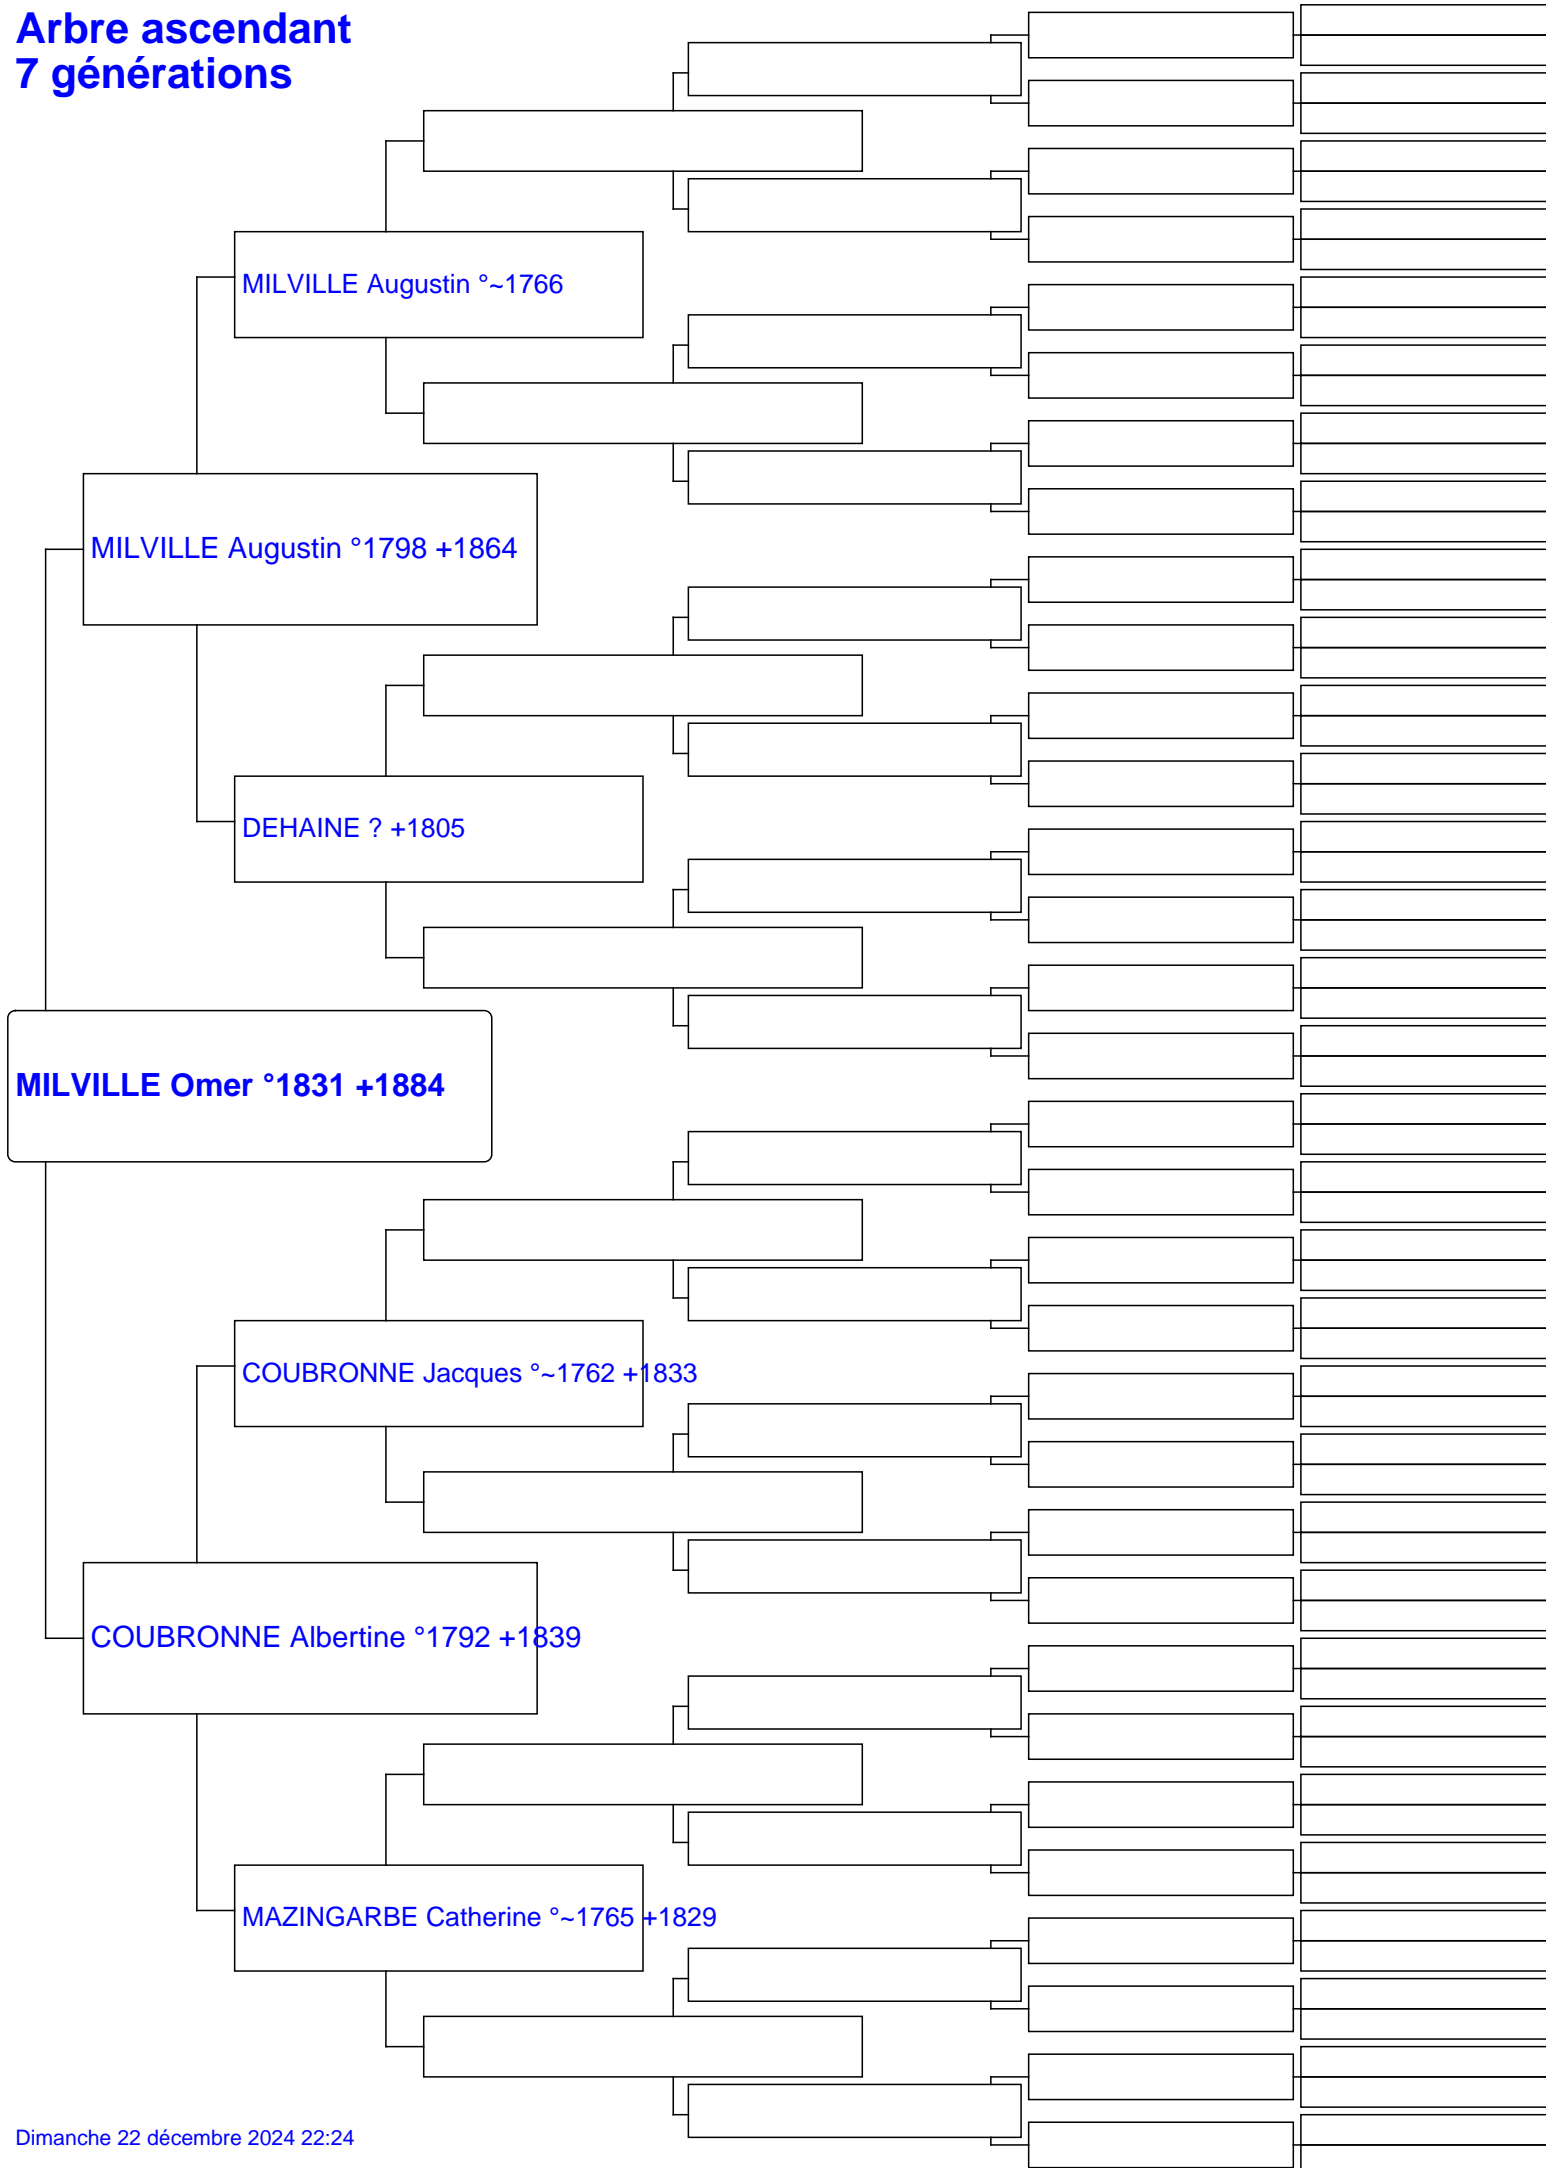 Arbre ascendant
7 générations
MILVILLE Augustin °~1766
MILVILLE Augustin °1798 +1864
DEHAINE ? +1805
MILVILLE Omer °1831 +1884
COUBRONNE Jacques °~1762 +1833
COUBRONNE Albertine °1792 +1839
MAZINGARBE Catherine °~1765 +1829
Dimanche 22 décembre 2024 22:24